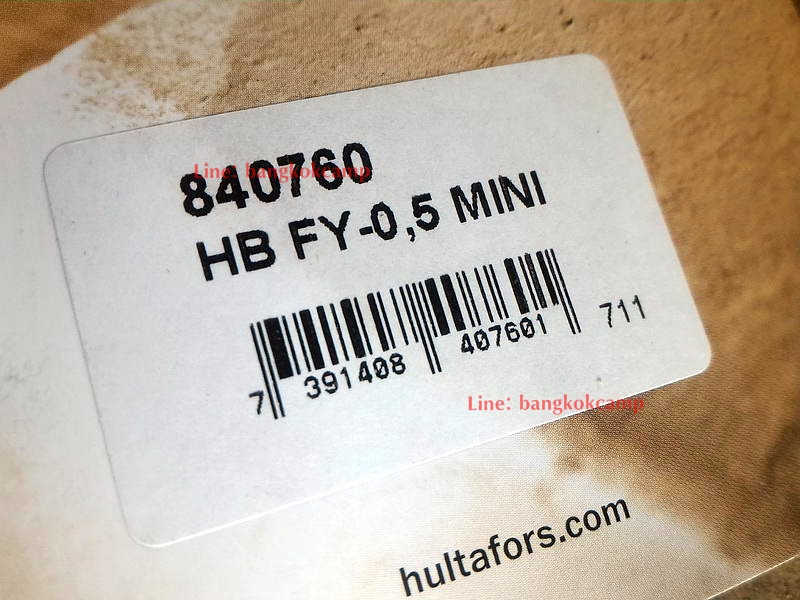 Line: bangkokcamp
840760
HB FY-0,5 MINI
7 391408 407601 711
Line: bangkokcamp
hultafors.com